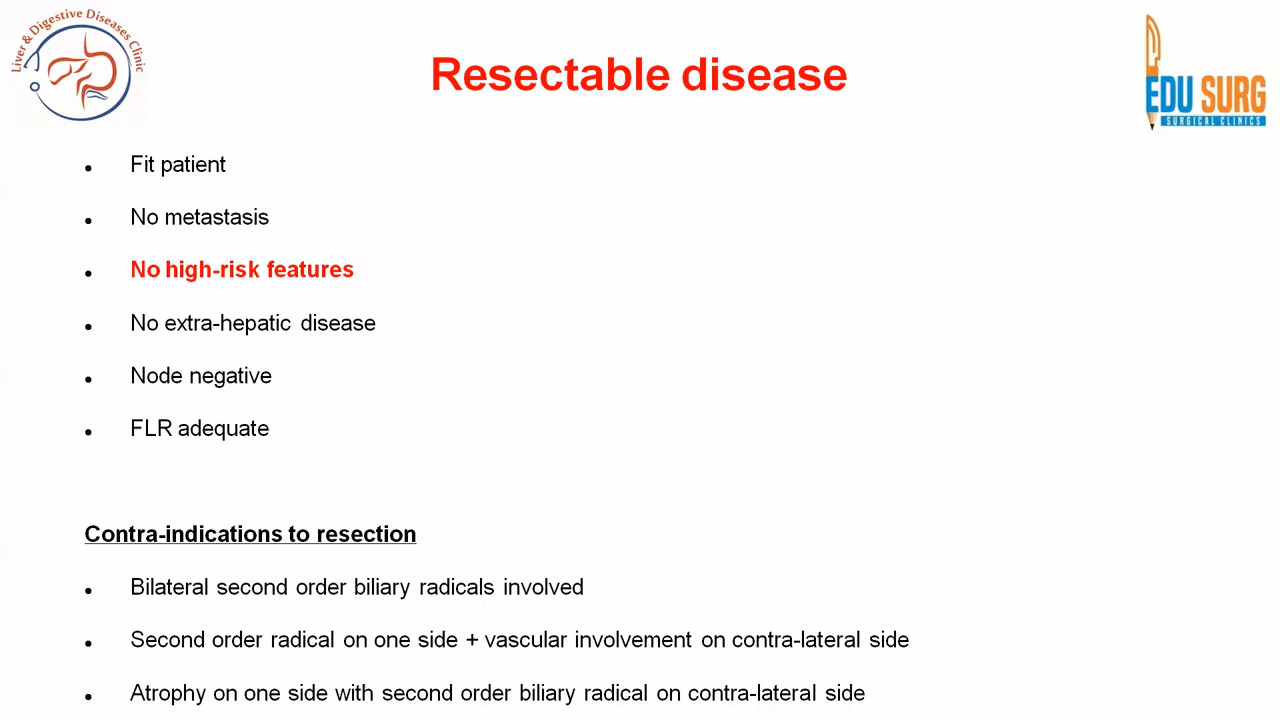 Liver & Digestive Diseases Clinic
Resectable disease
EDU SURG
SURGICAL CLINICS
• Fit patient
• No metastasis
• No high-risk features
• No extra-hepatic disease
• Node negative
• FLR adequate
Contra-indications to resection
• Bilateral second order biliary radicals involved
• Second order radical on one side + vascular involvement on contra-lateral side
• Atrophy on one side with second order biliary radical on contra-lateral side